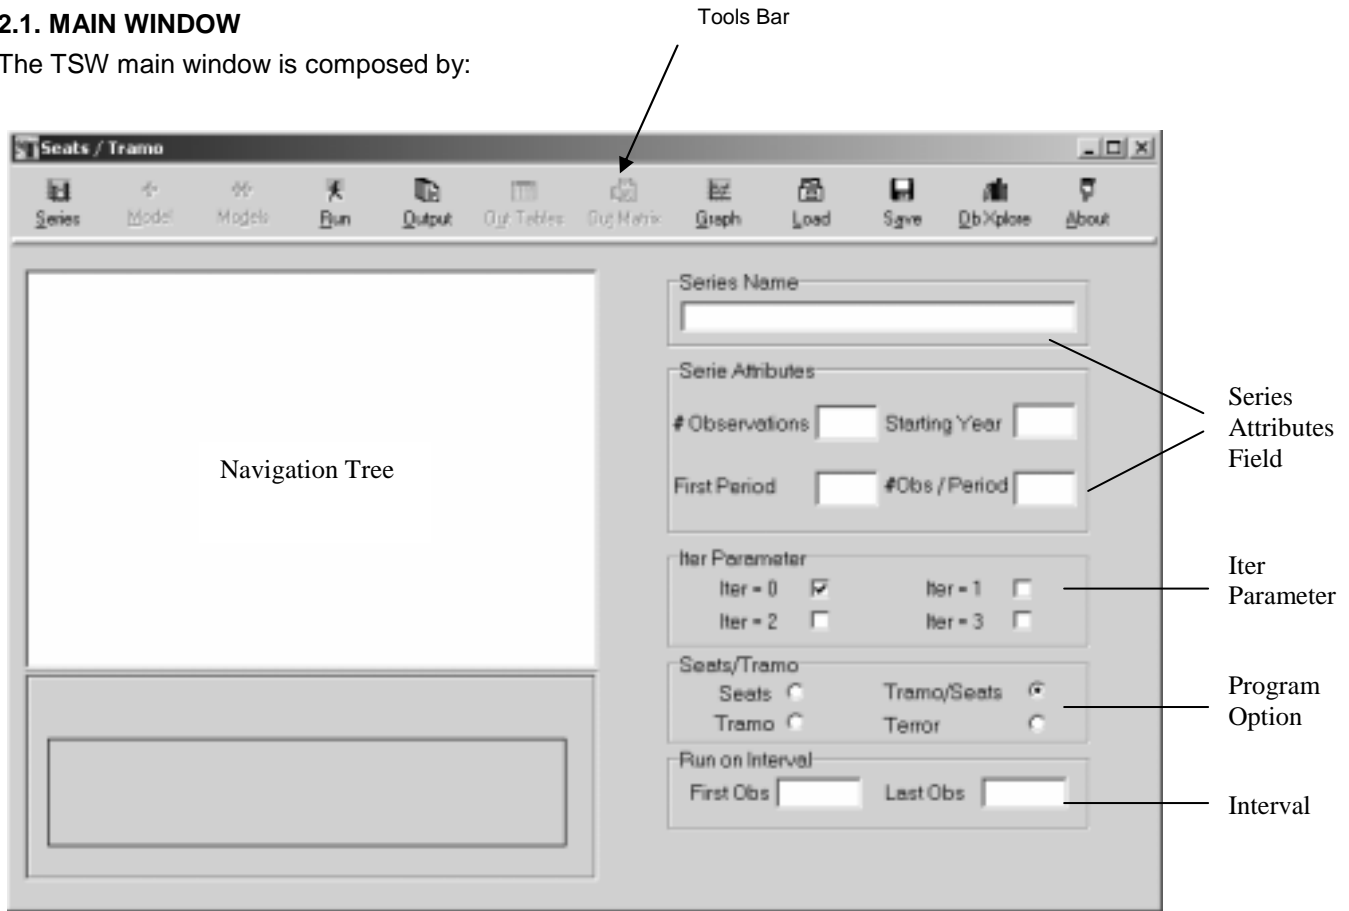 2.1. MAIN WINDOW
Tools Bar
The TSW main window is composed by:
Seats / Tramo
Series Model Models Run Output Out Tables Out Matrix Graph Load Save DbXplore About
Series Name
Serie Attributes
# Observations Starting Year
First Period #Obs / Period
Series
Attributes
Field
Navigation Tree
Iter Parameter
Iter = 0 Iter = 1
Iter = 2 Iter = 3
Iter
Parameter
Seats/Tramo
Seats Tramo/Seats
Tramo Terror
Program
Option
Run on Interval
First Obs Last Obs
Interval